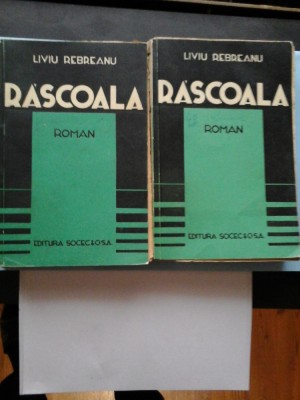 LIVIU REBREANU
RĂSCOALA
ROMAN
EDITURA SOCEC & Co S.A.
LIVIU REBREANU
RĂSCOALA
ROMAN
EDITURA SOCEC & Co S.A.